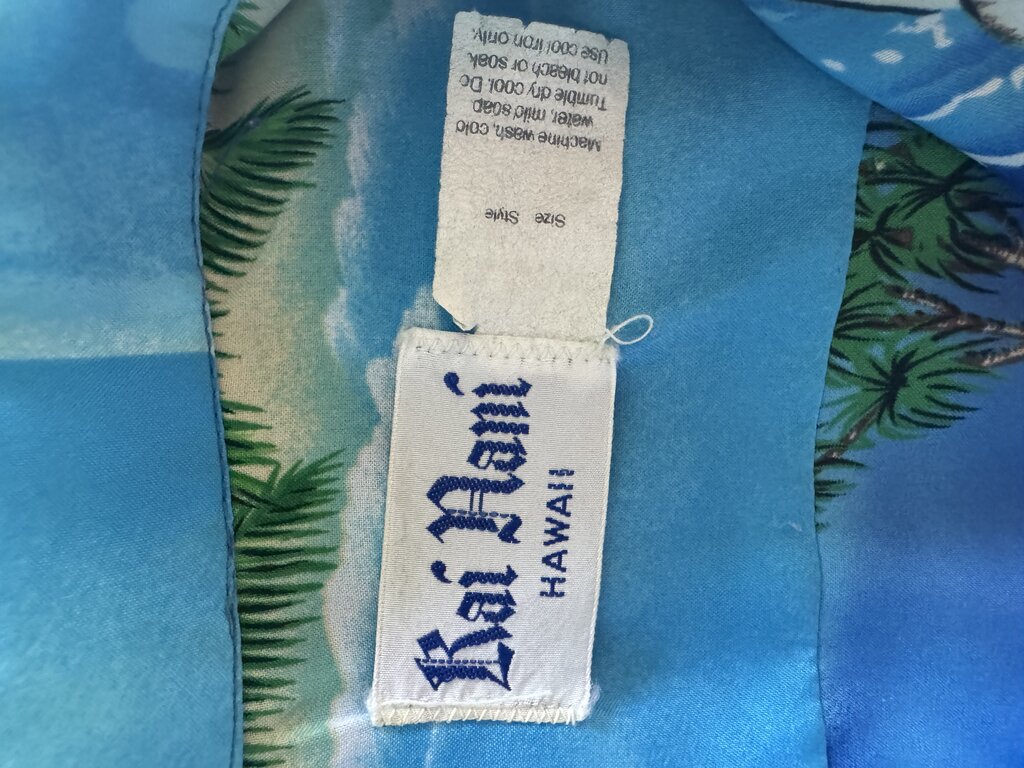 Kai Nani
HAWAII
Size Style
Machine wash, cold
water, mild soap
Tumble dry cool. Do
not bleach or soak.
Use cool iron only.